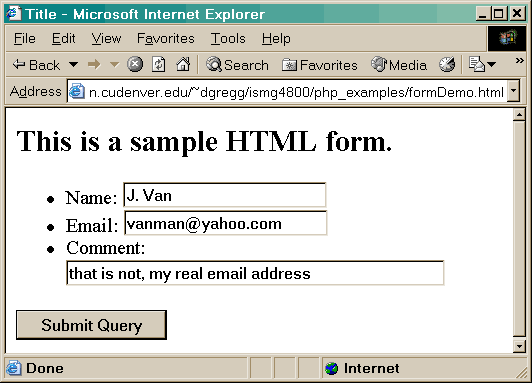 Title - Microsoft Internet Explorer
File Edit View Favorites Tools Help
Back Search Favorites Media »
Address n.cudenver.edu/~dgregg/ismg4800/php_examples/formDemo.html
This is a sample HTML form.
• Name: J. Van
• Email: vanman@yahoo.com
• Comment:
that is not, my real email address
Submit Query
Done Internet